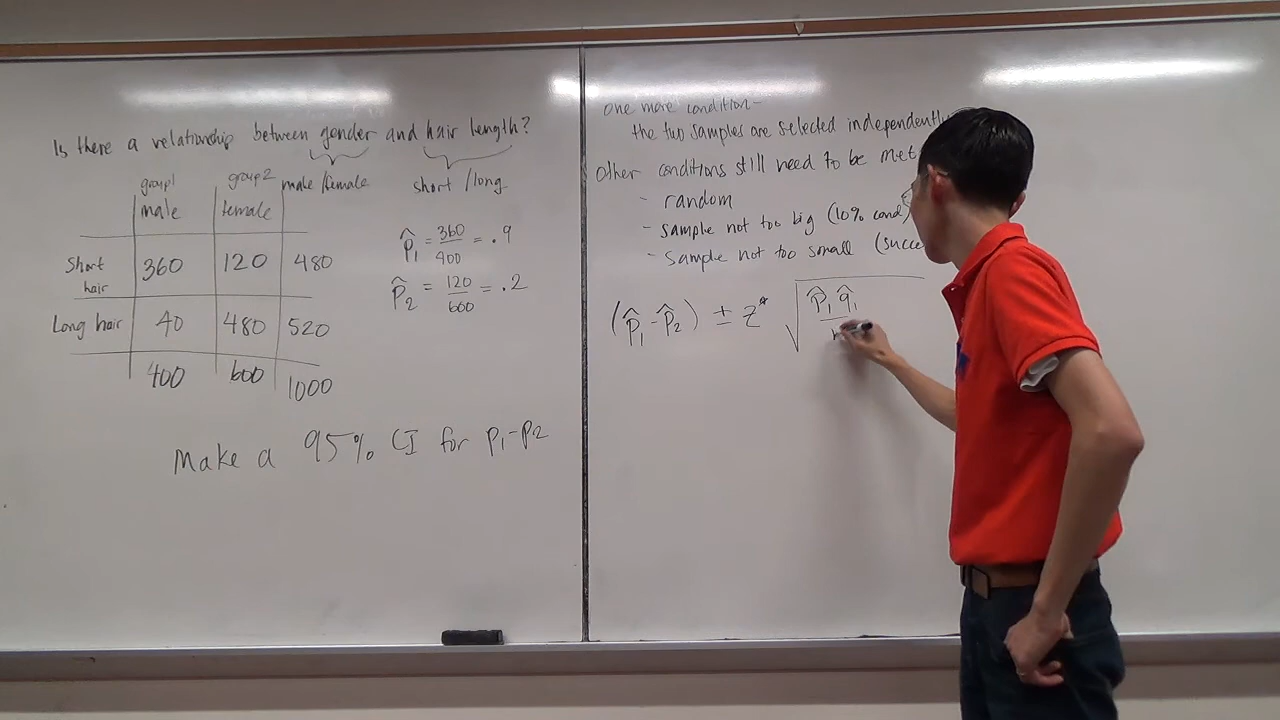 Is there a relationship between gender and hair length?
group1 group2 male/female short/long
male female
Short hair 360 120 480
Long hair 40 480 520
400 600 1000
p̂₁ = 360/400 = .9
p̂₂ = 120/600 = .2
Make a 95% CI for p₁-p₂
One more condition-
the two samples are selected independently
Other conditions still need to be met
- random
- sample not too big (10% cond)
- sample not too small (succe
(p̂₁-p̂₂) ± z* √ p̂₁q̂₁